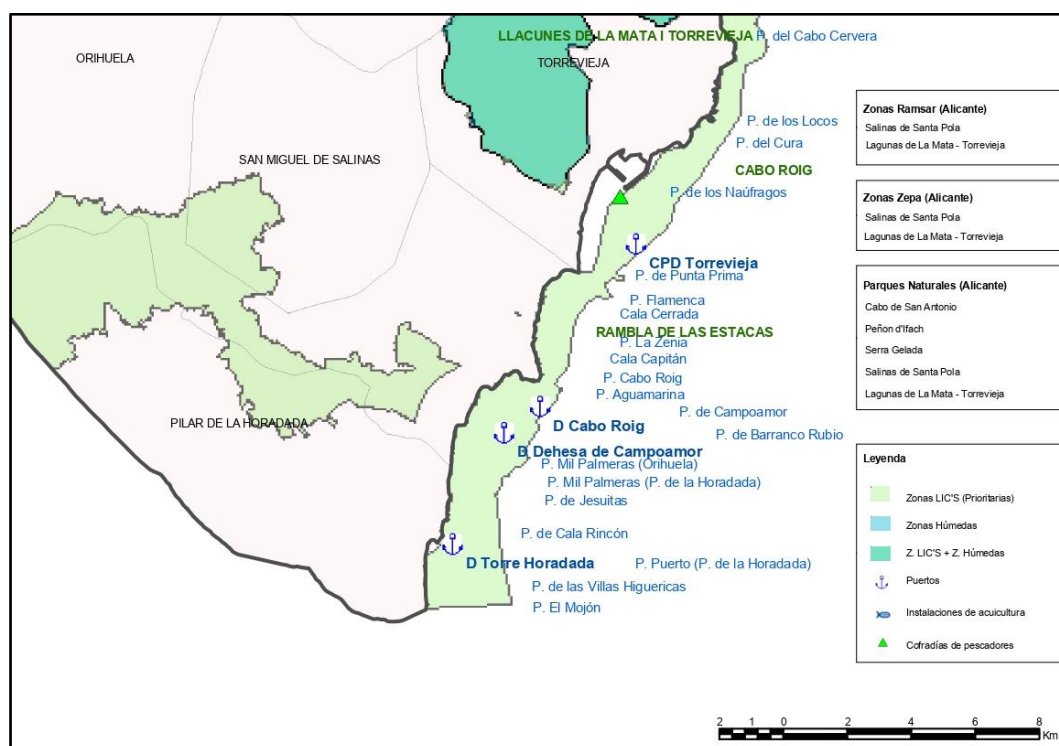 LLACUNES DE LA MATA I TORREVIEJA
P. del Cabo Cervera
ORIHUELA
TORREVIEJA
P. de los Locos
P. del Cura
SAN MIGUEL DE SALINAS
CABO ROIG
P. de los Naúfragos
CPD Torrevieja
P. de Punta Prima
P. Flamenca
Cala Cerrada
RAMBLA DE LAS ESTACAS
P. La Zenia
Cala Capitán
P. Cabo Roig
P. Aguamarina
P. de Campoamor
PILAR DE LA HORADADA
D Cabo Roig
P. de Barranco Rubio
D Dehesa de Campoamor
P. Mil Palmeras (Orihuela)
P. Mil Palmeras (P. de la Horadada)
P. de Jesuitas
P. de Cala Rincón
D Torre Horadada
P. Puerto (P. de la Horadada)
P. de las Villas Higuericas
P. El Mojón
Zonas Ramsar (Alicante)
Salinas de Santa Pola
Lagunas de La Mata - Torrevieja
Zonas Zepa (Alicante)
Salinas de Santa Pola
Lagunas de La Mata - Torrevieja
Parques Naturales (Alicante)
Cabo de San Antonio
Peñon d'Ifach
Serra Gelada
Salinas de Santa Pola
Lagunas de La Mata - Torrevieja
Leyenda
Zonas LIC'S (Prioritarias)
Zonas Húmedas
Z. LIC'S + Z. Húmedas
Puertos
Instalaciones de acuicultura
Cofradías de pescadores
2 1 0 2 4 6 8
Km